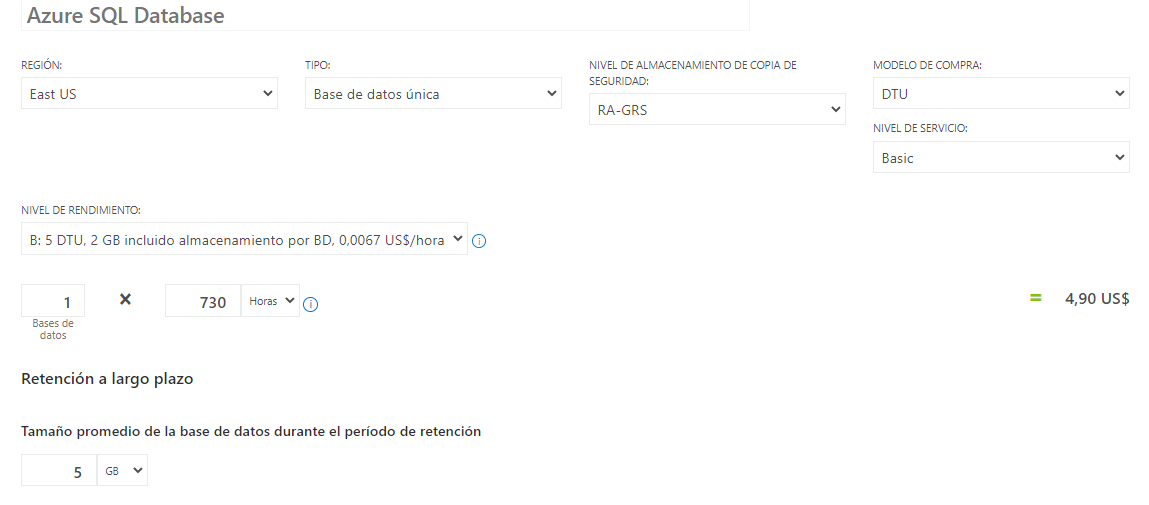 Azure SQL Database
REGIÓN:
East US
TIPO:
Base de datos única
NIVEL DE ALMACENAMIENTO DE COPIA DE
SEGURIDAD:
RA-GRS
MODELO DE COMPRA:
DTU
NIVEL DE SERVICIO:
Basic
NIVEL DE RENDIMIENTO:
B: 5 DTU, 2 GB incluido almacenamiento por BD, 0,0067 US$/hora
1
Bases de
datos
×
730
Horas
= 4,90 US$
Retención a largo plazo
Tamaño promedio de la base de datos durante el período de retención
5
GB